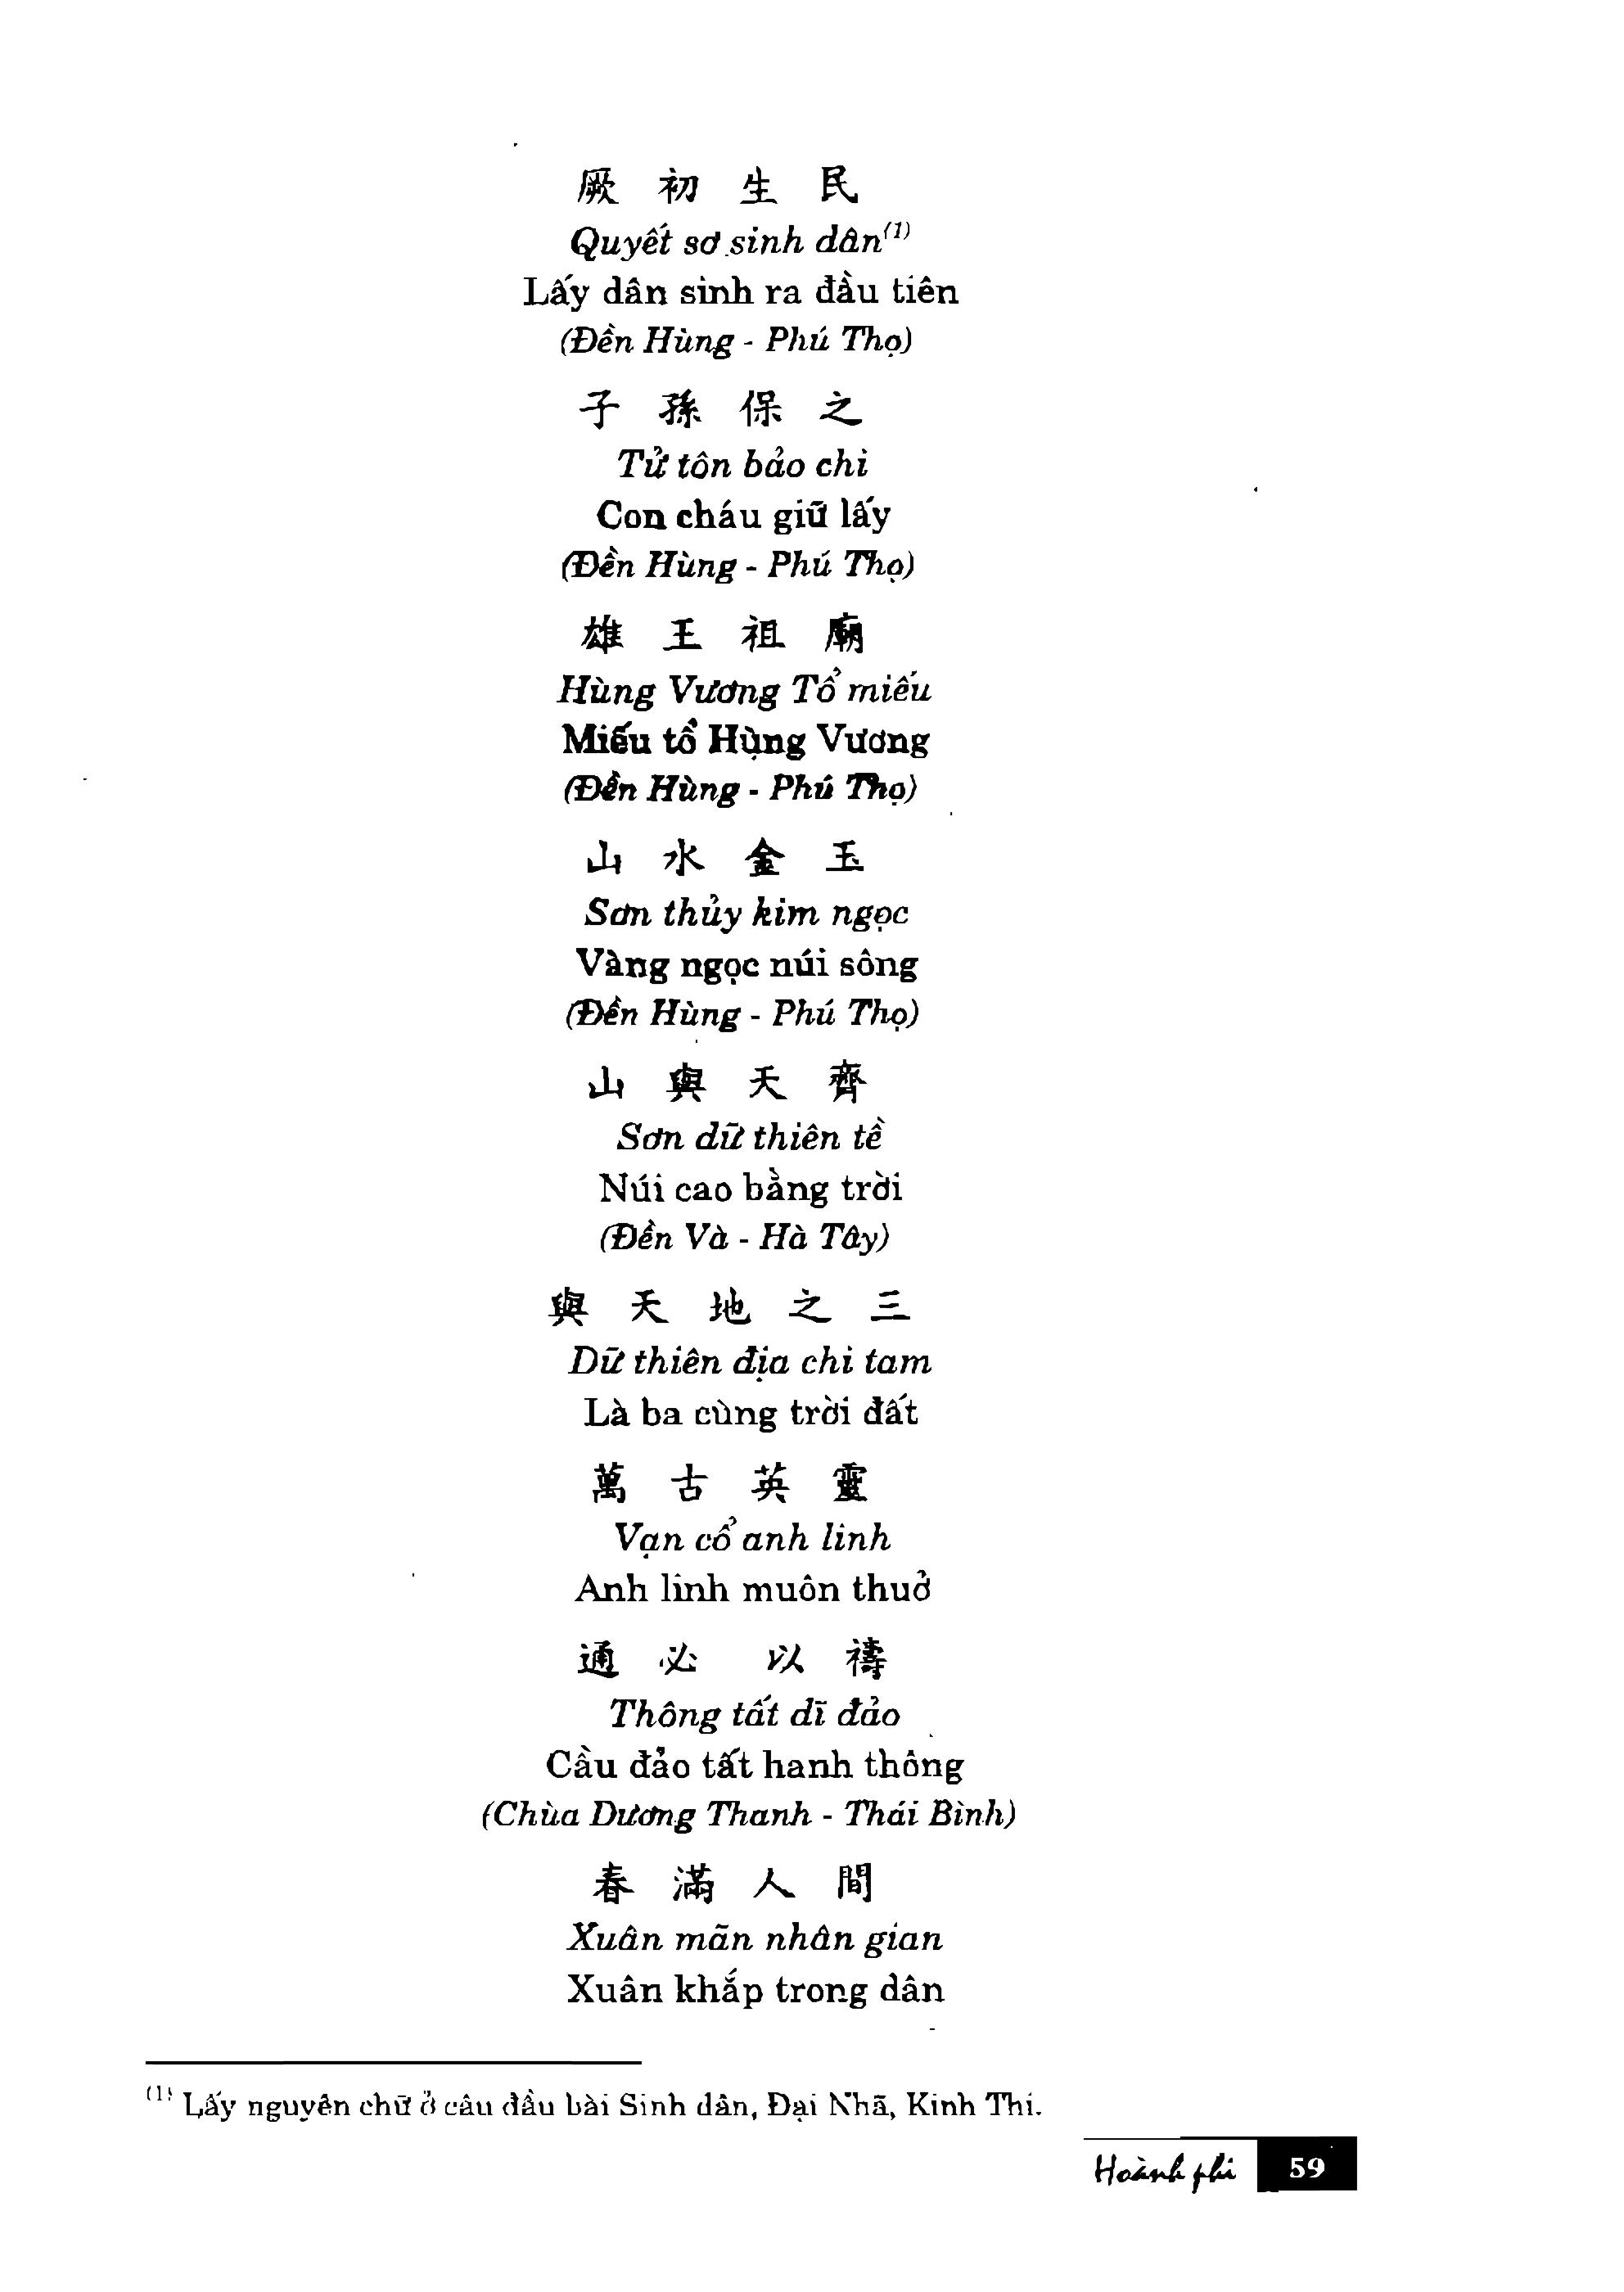 厥 初 生 民
Quyết sơ sinh dân(1)
Lấy dân sinh ra đầu tiên
(Đền Hùng - Phú Thọ)
子 孫 保 之
Tử tôn bảo chi
Con cháu giữ lấy
(Đền Hùng - Phú Thọ)
雄 王 祖 廟
Hùng Vương Tổ miếu
Miếu tổ Hùng Vương
(Đền Hùng - Phú Thọ)
山 水 金 玉
Sơn thủy kim ngọc
Vàng ngọc núi sông
(Đền Hùng - Phú Thọ)
山 與 天 齊
Sơn dữ thiên tề
Núi cao bằng trời
(Đền Và - Hà Tây)
與 天 地 之 三
Dữ thiên địa chi tam
Là ba cùng trời đất
萬 古 英 靈
Vạn cổ anh linh
Anh linh muôn thuở
通 必 以 禱
Thông tất dĩ đảo
Cầu đảo tất hanh thông
(Chùa Dương Thanh - Thái Bình)
春 滿 人 間
Xuân mãn nhân gian
Xuân khắp trong dân
(1) Lấy nguyên chữ ở câu đầu bài Sinh dân, Đại Nhã, Kinh Thi.
Hoành phi 59